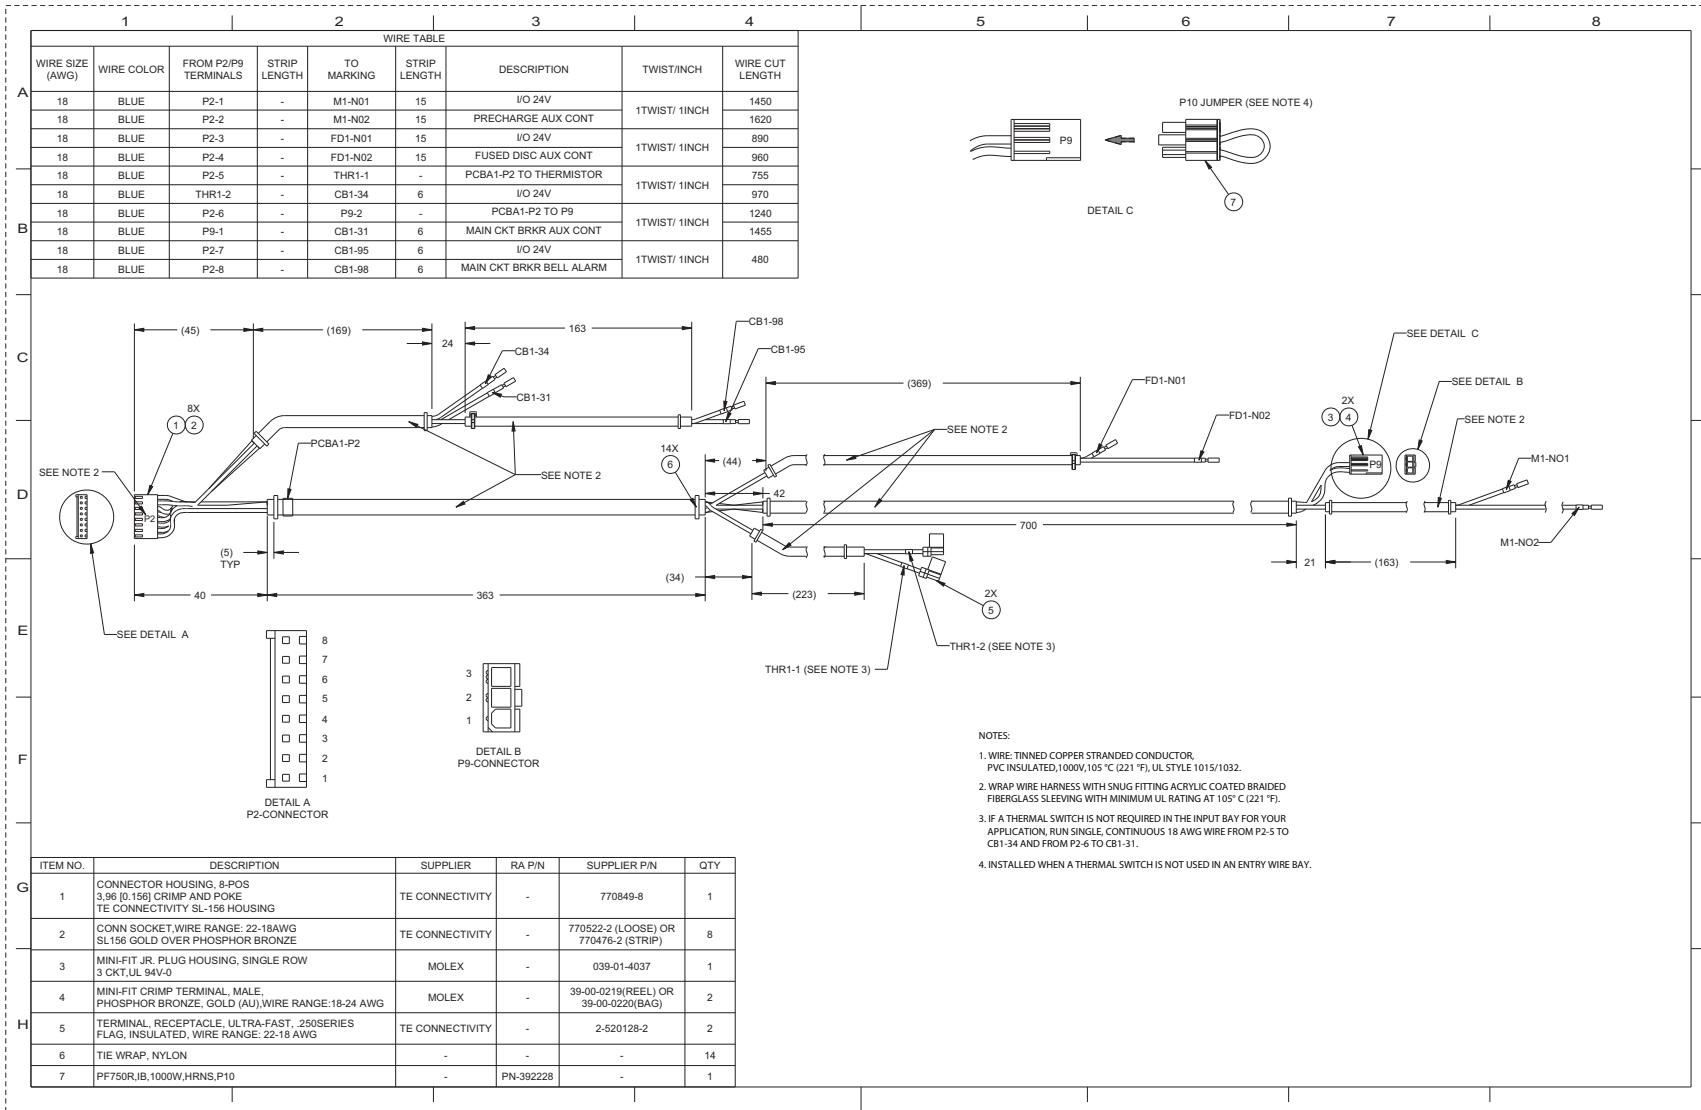 1 2 3 4 5 6 7 8
WIRE TABLE
WIRE SIZE (AWG) WIRE COLOR FROM P2/P9 TERMINALS STRIP LENGTH TO MARKING STRIP LENGTH DESCRIPTION TWIST/INCH WIRE CUT LENGTH
A
18 BLUE P2-1 - M1-N01 15 I/O 24V 1TWIST/ 1INCH 1450
18 BLUE P2-2 - M1-N02 15 PRECHARGE AUX CONT 1620
18 BLUE P2-3 - FD1-N01 15 I/O 24V 1TWIST/ 1INCH 890
18 BLUE P2-4 - FD1-N02 15 FUSED DISC AUX CONT 960
18 BLUE P2-5 - THR1-1 - PCBA1-P2 TO THERMISTOR 1TWIST/ 1INCH 755
18 BLUE THR1-2 - CB1-34 6 I/O 24V 970
18 BLUE P2-6 - P9-2 - PCBA1-P2 TO P9 1TWIST/ 1INCH 1240
B
18 BLUE P9-1 - CB1-31 6 MAIN CKT BRKR AUX CONT 1455
18 BLUE P2-7 - CB1-95 6 I/O 24V 1TWIST/ 1INCH 480
18 BLUE P2-8 - CB1-98 6 MAIN CKT BRKR BELL ALARM
P10 JUMPER (SEE NOTE 4)
P9
7
DETAIL C
C
(45)
(169)
24
163
CB1-98
CB1-95
CB1-34
CB1-31
(369)
FD1-N01
FD1-N02
SEE DETAIL C
SEE DETAIL B
2X
3 4
SEE NOTE 2
8X
1 2
PCBA1-P2
SEE NOTE 2
SEE NOTE 2
14X
6
(44)
SEE NOTE 2
P9
M1-NO1
D
P2
42
700
M1-NO2
(5)
TYP
(34)
21
(163)
40
363
(223)
2X
5
E
SEE DETAIL A
THR1-2 (SEE NOTE 3)
THR1-1 (SEE NOTE 3)
8
7
6
5
4
3
2
1
DETAIL A
P2-CONNECTOR
3
2
1
DETAIL B
P9-CONNECTOR
F
NOTES:
1. WIRE: TINNED COPPER STRANDED CONDUCTOR,
PVC INSULATED,1000V,105 °C (221 °F), UL STYLE 1015/1032.
2. WRAP WIRE HARNESS WITH SNUG FITTING ACRYLIC COATED BRAIDED
FIBERGLASS SLEEVING WITH MINIMUM UL RATING AT 105° C (221 °F).
3. IF A THERMAL SWITCH IS NOT REQUIRED IN THE INPUT BAY FOR YOUR
APPLICATION, RUN SINGLE, CONTINUOUS 18 AWG WIRE FROM P2-5 TO
CB1-34 AND FROM P2-6 TO CB1-31.
4. INSTALLED WHEN A THERMAL SWITCH IS NOT USED IN AN ENTRY WIRE BAY.
ITEM NO. DESCRIPTION SUPPLIER RA P/N SUPPLIER P/N QTY
G
CONNECTOR HOUSING, 8-POS
1 3,96 [0.156] CRIMP AND POKE TE CONNECTIVITY - 770849-8 1
TE CONNECTIVITY SL-156 HOUSING
2 CONN SOCKET,WIRE RANGE: 22-18AWG TE CONNECTIVITY - 770522-2 (LOOSE) OR 8
SL156 GOLD OVER PHOSPHOR BRONZE 770476-2 (STRIP)
3 MINI-FIT JR. PLUG HOUSING, SINGLE ROW MOLEX - 039-01-4037 1
3 CKT,UL 94V-0
4 MINI-FIT CRIMP TERMINAL, MALE, MOLEX - 39-00-0219(REEL) OR 2
PHOSPHOR BRONZE, GOLD (AU),WIRE RANGE:18-24 AWG 39-00-0220(BAG)
H
5 TERMINAL, RECEPTACLE, ULTRA-FAST, .250SERIES TE CONNECTIVITY - 2-520128-2 2
FLAG, INSULATED, WIRE RANGE: 22-18 AWG
6 TIE WRAP, NYLON - - - 14
7 PF750R,IB,1000W,HRNS,P10 - PN-392228 - 1